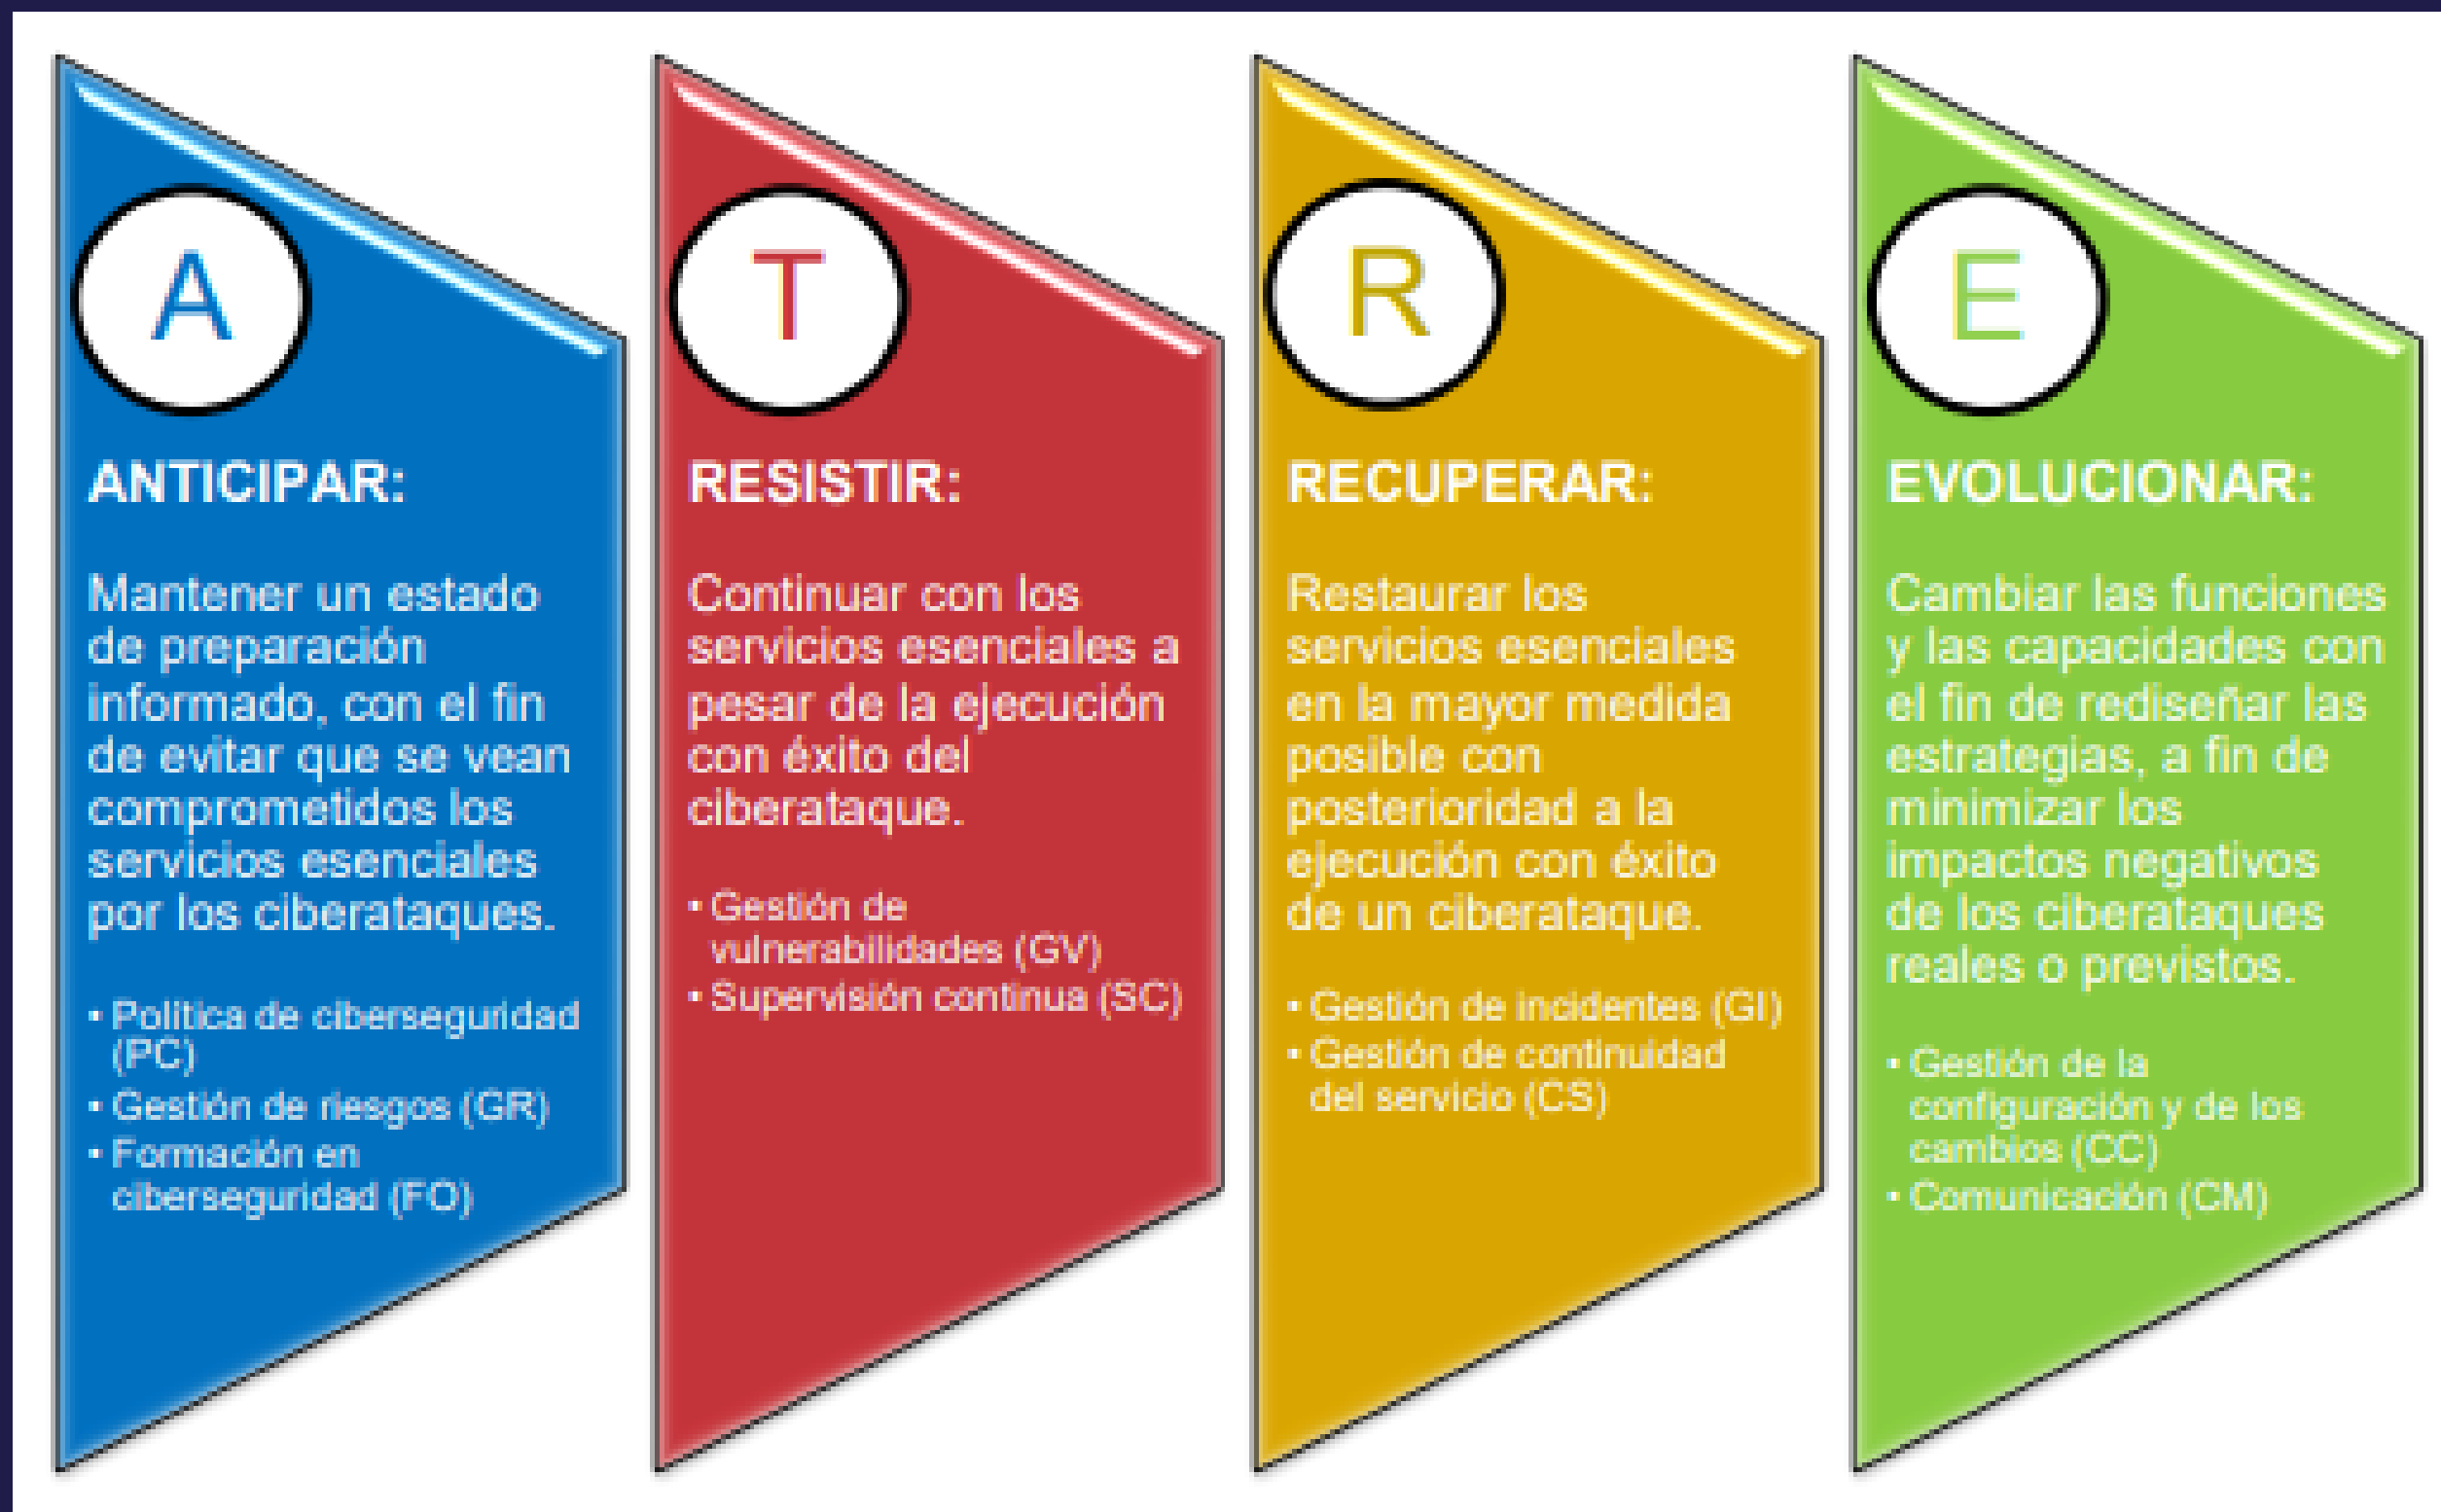 A
ANTICIPAR:
Mantener un estado
de preparación
informado, con el fin
de evitar que se vean
comprometidos los
servicios esenciales
por los ciberataques.
• Política de ciberseguridad
(PC)
• Gestión de riesgos (GR)
• Formación en
ciberseguridad (FO)
T
RESISTIR:
Continuar con los
servicios esenciales a
pesar de la ejecución
con éxito del
ciberataque.
• Gestión de
vulnerabilidades (GV)
• Supervisión continua (SC)
R
RECUPERAR:
Restaurar los
servicios esenciales
en la mayor medida
posible con
posterioridad a la
ejecución con éxito
de un ciberataque.
• Gestión de incidentes (GI)
• Gestión de continuidad
del servicio (CS)
E
EVOLUCIONAR:
Cambiar las funciones
y las capacidades con
el fin de rediseñar las
estrategias, a fin de
minimizar los
impactos negativos
de los ciberataques
reales o previstos.
• Gestión de la
configuración y de los
cambios (CC)
• Comunicación (CM)